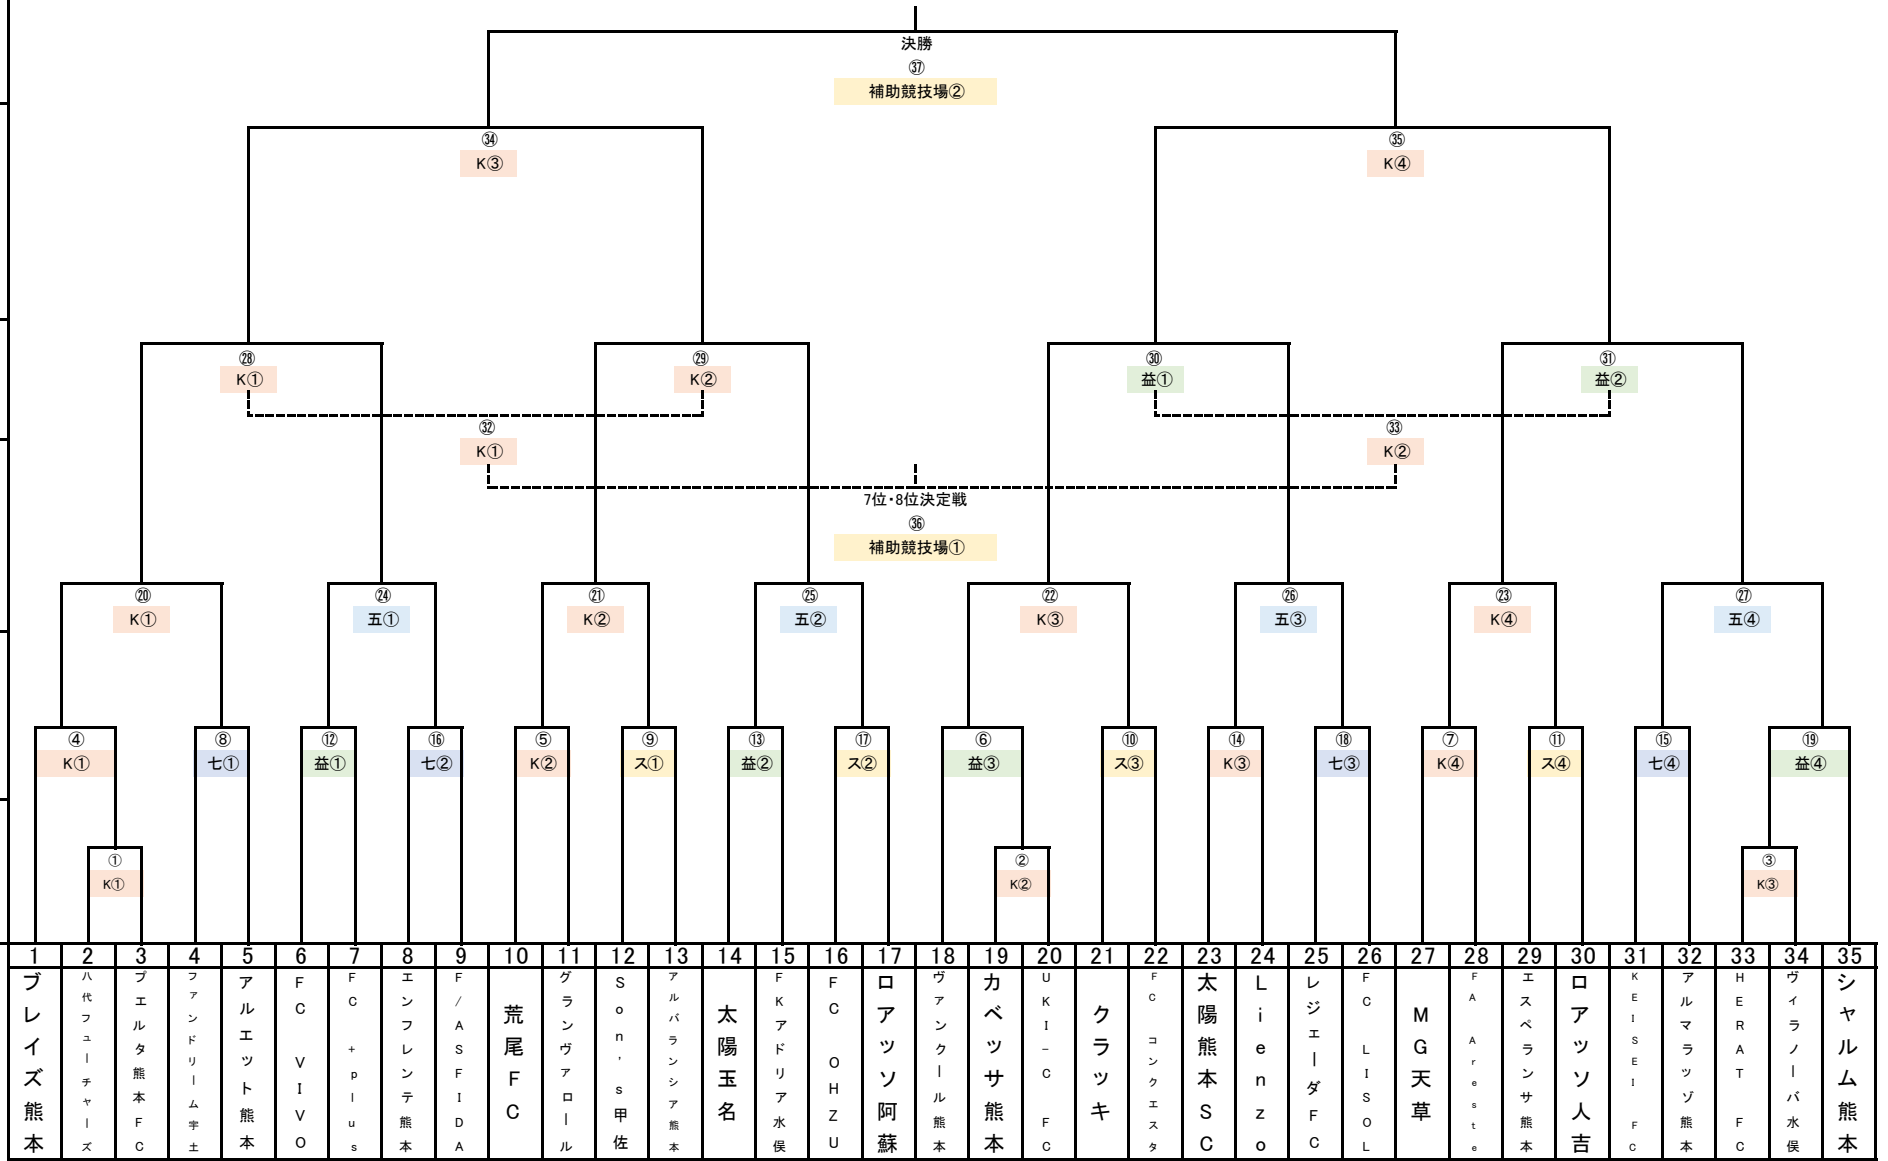 決勝
㊲
補助競技場②
㉞ ㉟
K③ K④
㉘ ㉙ ㉚ ㉛
K① K② 益① 益②
㉜ ㉝
K① K②
7位・8位決定戦
㊱
補助競技場①
⑳ ㉔ ㉑ ㉕ ㉒ ㉖ ㉓ ㉗
K① 五① K② 五② K③ 五③ K④ 五④
④ ⑧ ⑫ ⑯ ⑤ ⑨ ⑬ ⑰ ⑥ ⑩ ⑭ ⑱ ⑦ ⑪ ⑮ ⑲
K① 七① 益① 七② K② ス① 益② ス② 益③ ス③ K③ 七③ K④ ス④ 七④ 益④
① ② ③
K① K② K③
1 2 3 4 5 6 7 8 9 10 11 12 13 14 15 16 17 18 19 20 21 22 23 24 25 26 27 28 29 30 31 32 33 34 35
ブレイズ熊本
八代フューチャーズ
プエルタ熊本FC
ファンドリーム宇土
アルエット熊本
FC VIVO
FC +plus
エンフレンテ熊本
F/ASFIDA
荒尾FC
グランヴァロール
Son's甲佐
アルバランシア熊本
太陽玉名
FKアドリア水俣
FC OHZU
ロアッソ阿蘇
ヴァンクール熊本
カベッサ熊本
UKI-C FC
クラッキ
FC コンクエスタ
太陽熊本SC
Lienzo
レジェーダFC
FC LISOL
MG天草
FA Areste
エスペランサ熊本
ロアッソ人吉
KEISEI FC
アルマラッゾ熊本
HERAT FC
ヴィラノーバ水俣
シャルム熊本